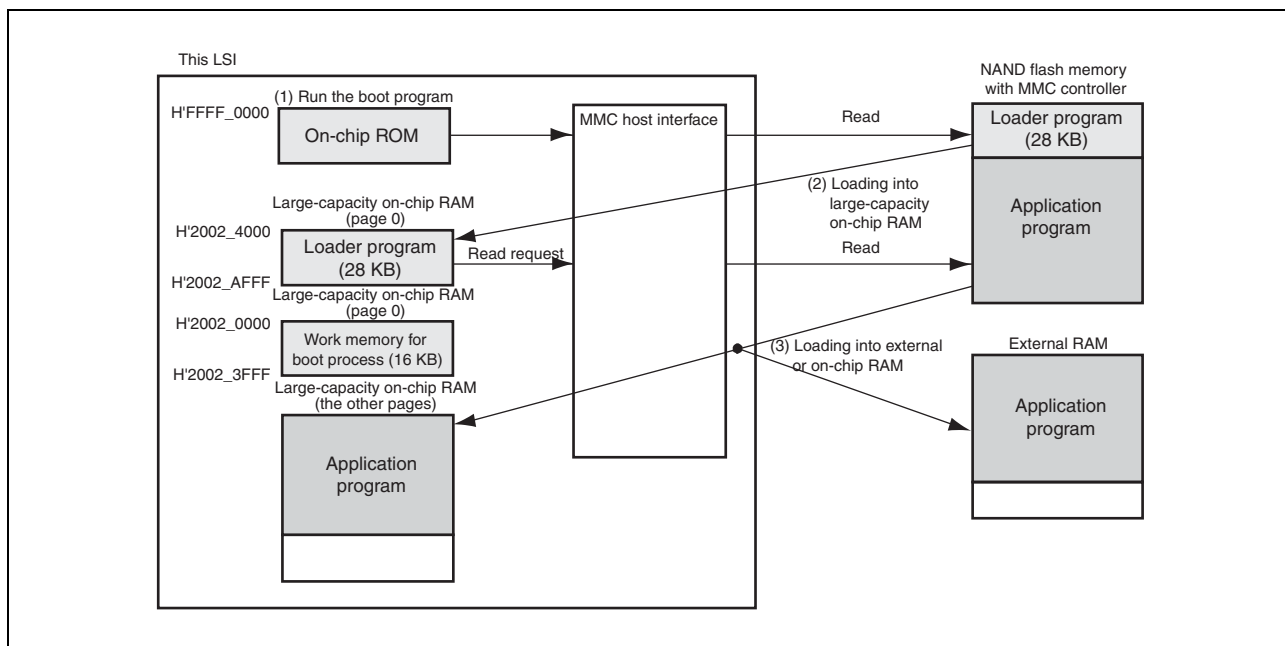 This LSI
H'FFFF_0000
(1) Run the boot program
On-chip ROM
Large-capacity on-chip RAM
(page 0)
H'2002_4000
Loader program
(28 KB)
H'2002_AFFF
Read request
Large-capacity on-chip RAM
(page 0)
H'2002_0000
Work memory for
boot process (16 KB)
H'2002_3FFF
Large-capacity on-chip RAM
(the other pages)
Application
program
MMC host interface
Read
(2) Loading into
large-capacity
on-chip RAM
Read
(3) Loading into external
or on-chip RAM
NAND flash memory
with MMC controller
Loader program
(28 KB)
Application
program
External RAM
Application
program